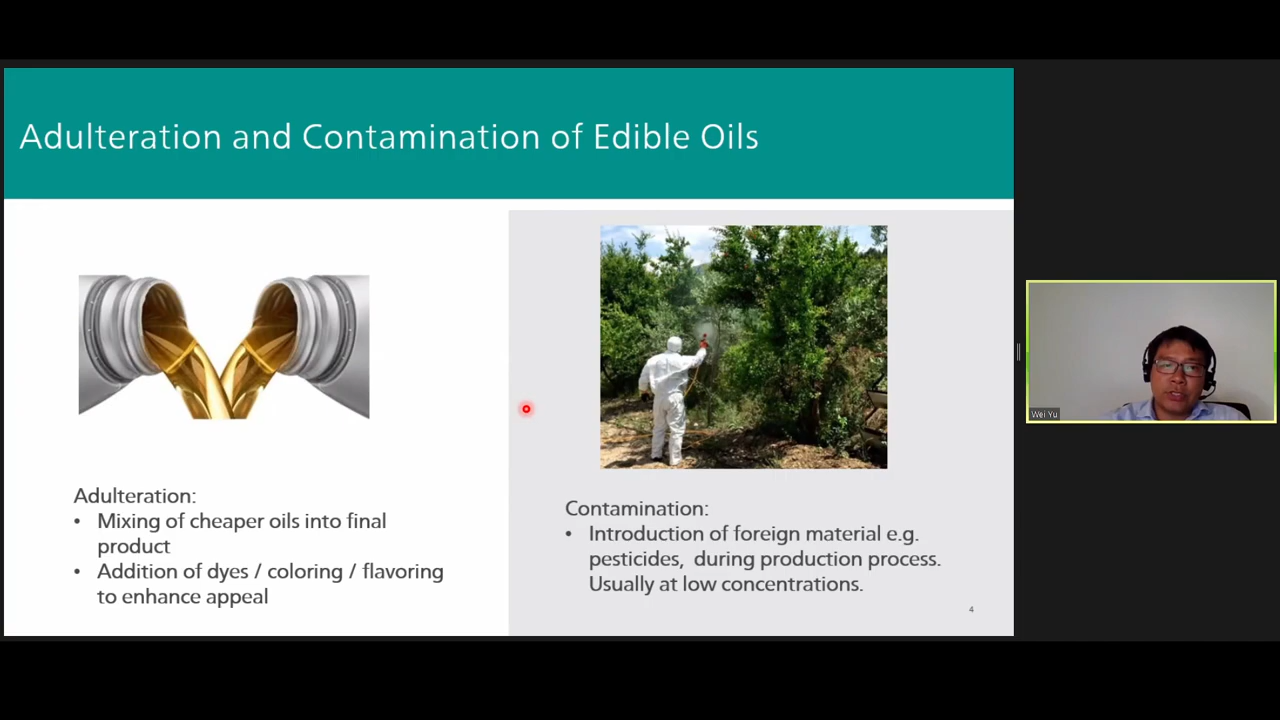 Adulteration and Contamination of Edible Oils
Adulteration:
• Mixing of cheaper oils into final
product
• Addition of dyes / coloring / flavoring
to enhance appeal
Contamination:
• Introduction of foreign material e.g.
pesticides, during production process.
Usually at low concentrations.
4
Wei Yu